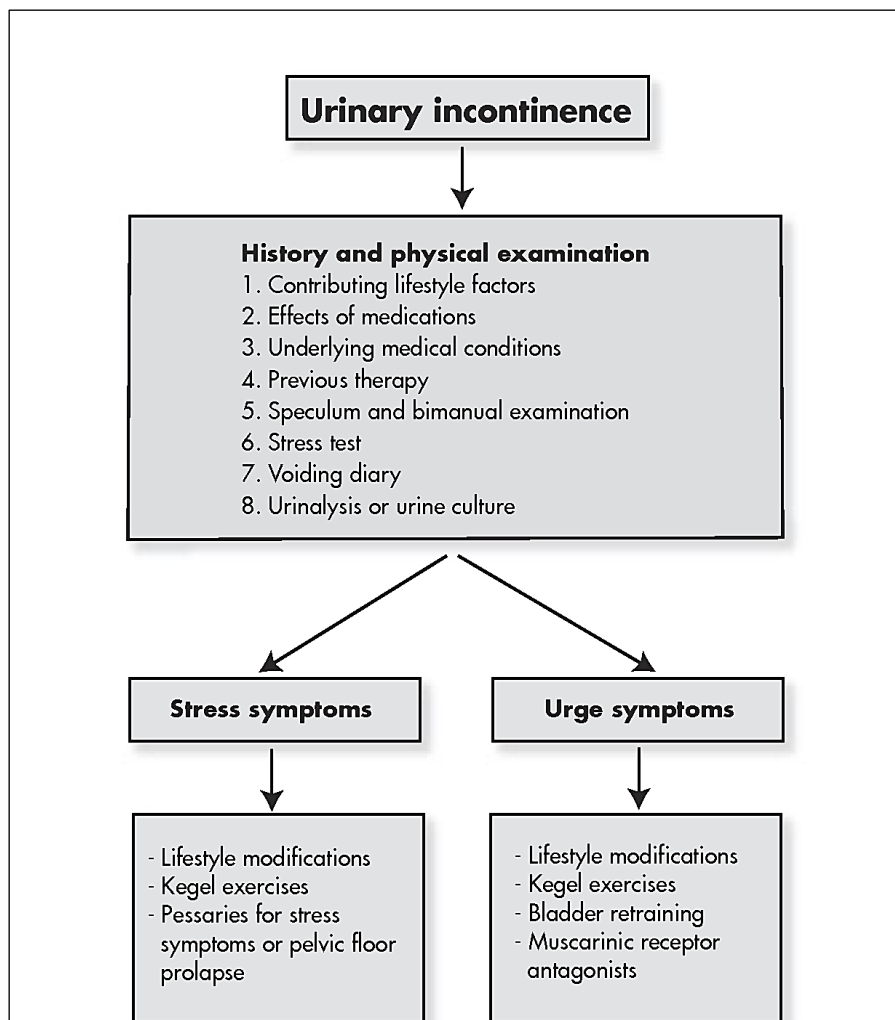 Urinary incontinence
History and physical examination
1. Contributing lifestyle factors
2. Effects of medications
3. Underlying medical conditions
4. Previous therapy
5. Speculum and bimanual examination
6. Stress test
7. Voiding diary
8. Urinalysis or urine culture
Stress symptoms
Urge symptoms
- Lifestyle modifications
- Kegel exercises
- Pessaries for stress
symptoms or pelvic floor
prolapse
- Lifestyle modifications
- Kegel exercises
- Bladder retraining
- Muscarinic receptor
antagonists